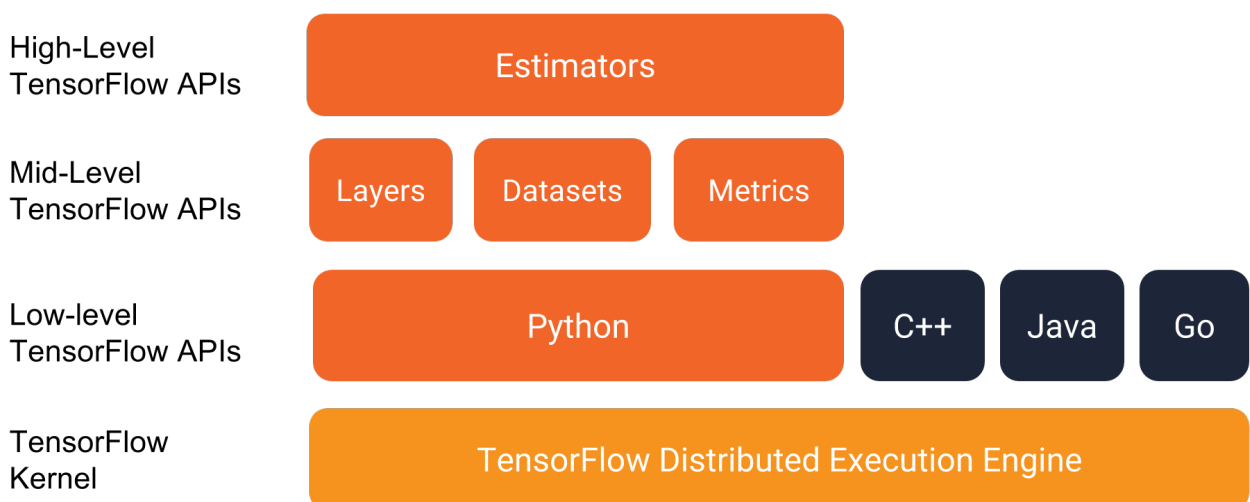 High-Level
TensorFlow APIs
Estimators
Mid-Level
TensorFlow APIs
Layers
Datasets
Metrics
Low-level
TensorFlow APIs
Python
C++
Java
Go
TensorFlow
Kernel
TensorFlow Distributed Execution Engine